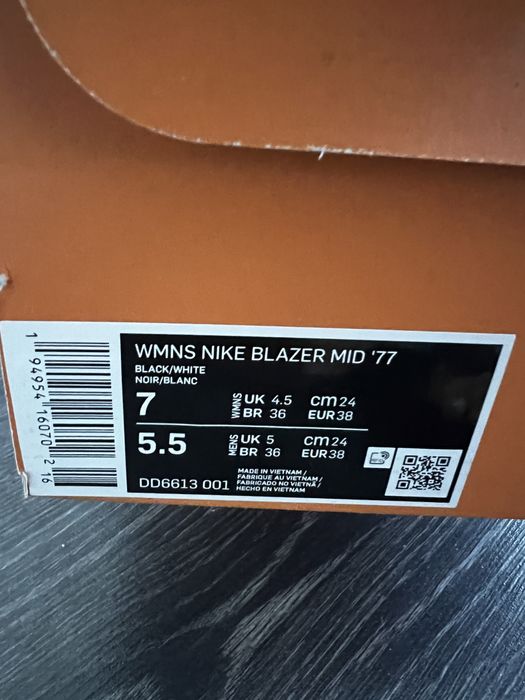 WMNS NIKE BLAZER MID '77
BLACK/WHITE
NOIR/BLANC
7 WMNS UK 4.5 cm 24
BR 36 EUR 38
5.5 MENS UK 5 cm 24
BR 36 EUR 38
DD6613 001
MADE IN VIETNAM /
FABRIQUÉ AU VIETNAM /
FABRICADO NO VIETNÃ /
HECHO EN VIETNAM
1 94954 16070 2 16